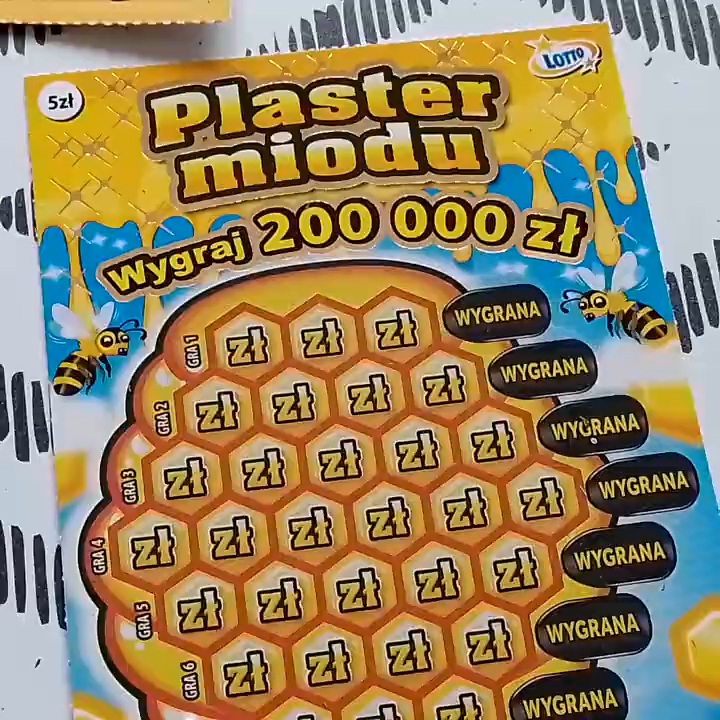 5zł
LOTTO
Plaster
miodu
Wygraj 200 000 zł
GRA 1 zł zł zł WYGRANA
GRA 2 zł zł zł zł WYGRANA
GRA 3 zł zł zł zł zł WYGRANA
GRA 4 zł zł zł zł zł zł WYGRANA
GRA 5 zł zł zł zł zł WYGRANA
GRA 6 zł zł zł zł WYGRANA
zł zł zł WYGRANA